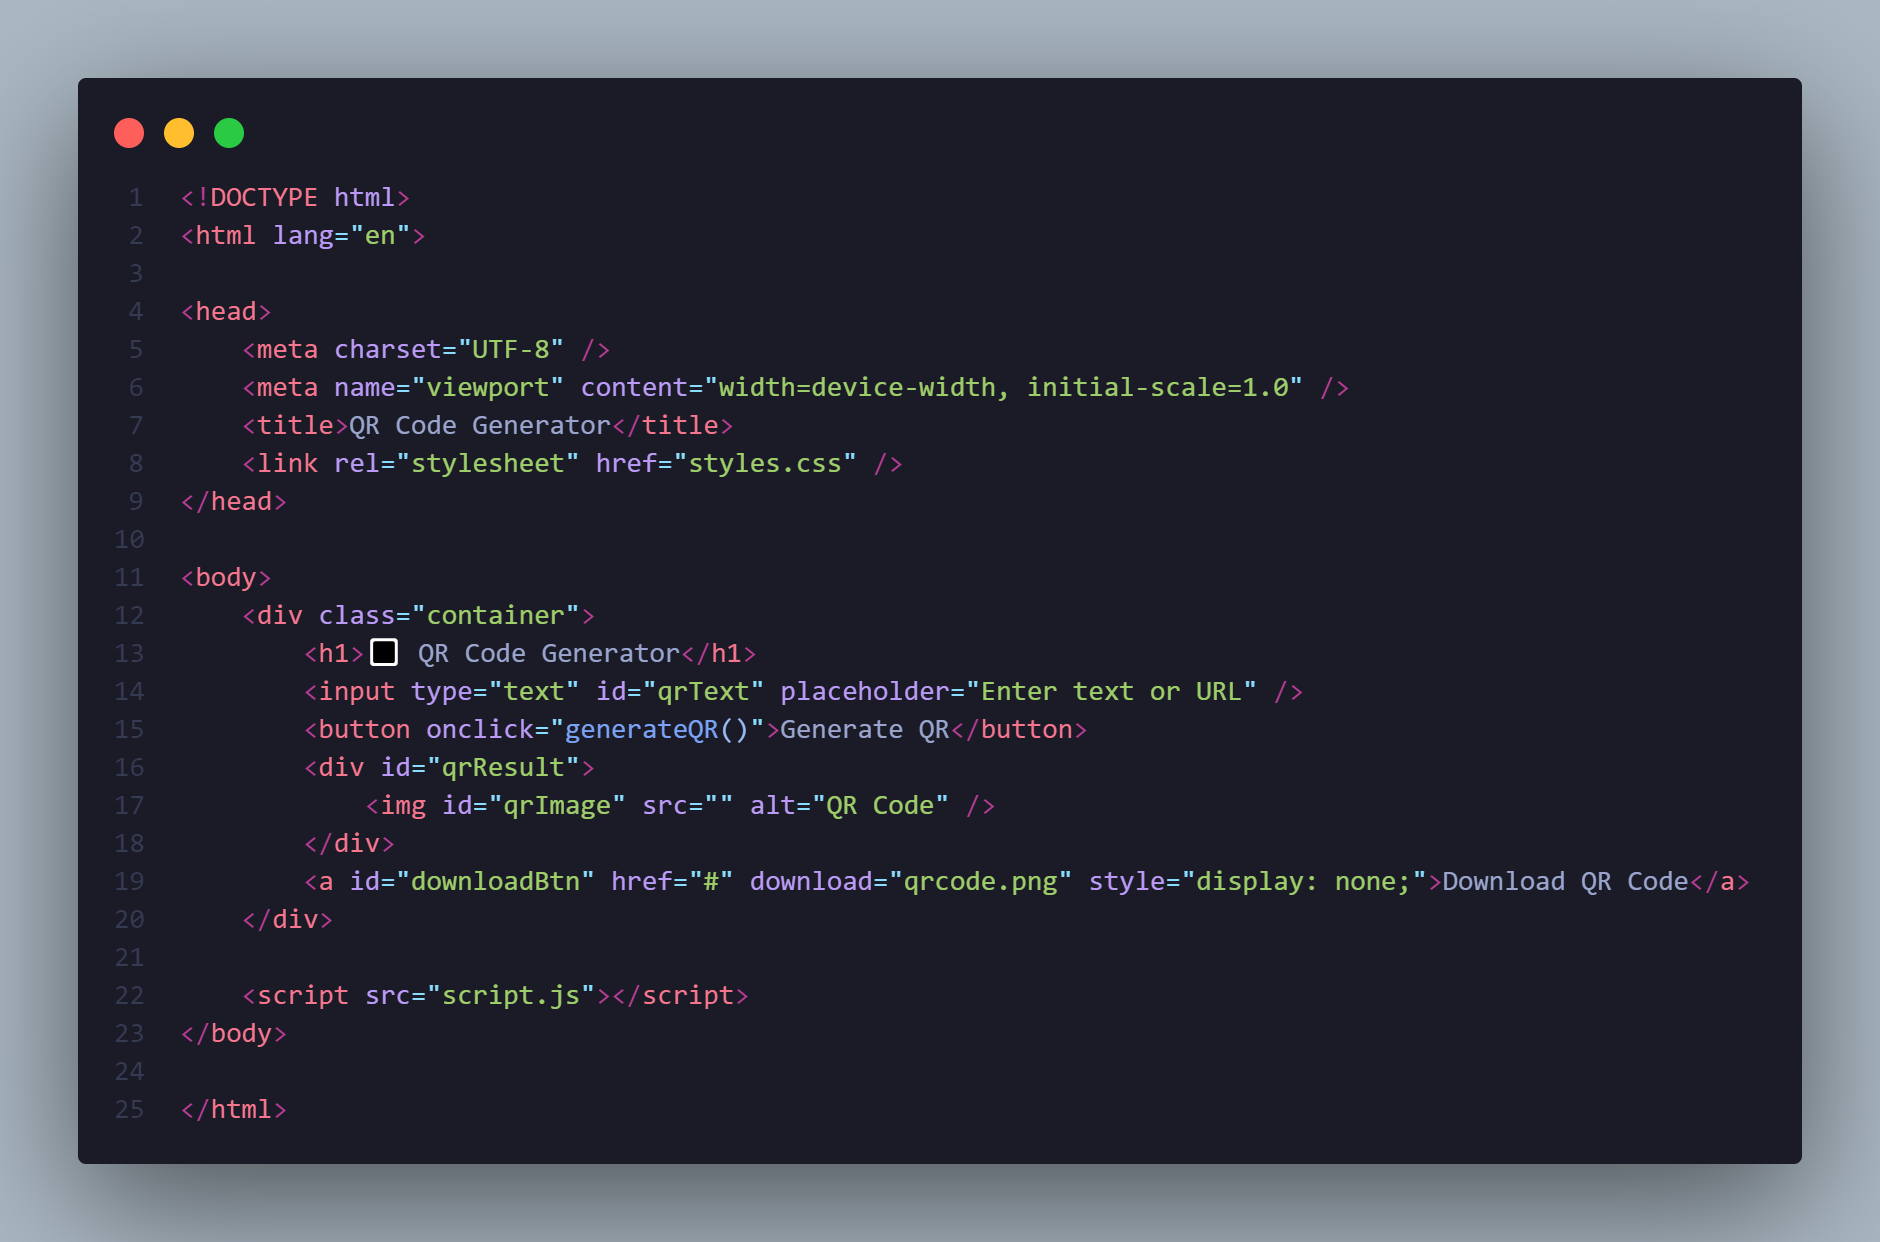 1 <!DOCTYPE html>
2 <html lang="en">
3
4 <head>
5     <meta charset="UTF-8" />
6     <meta name="viewport" content="width=device-width, initial-scale=1.0" />
7     <title>QR Code Generator</title>
8     <link rel="stylesheet" href="styles.css" />
9 </head>
10
11 <body>
12     <div class="container">
13         <h1>🔲 QR Code Generator</h1>
14         <input type="text" id="qrText" placeholder="Enter text or URL" />
15         <button onclick="generateQR()">Generate QR</button>
16         <div id="qrResult">
17             <img id="qrImage" src="" alt="QR Code" />
18         </div>
19         <a id="downloadBtn" href="#" download="qrcode.png" style="display: none;">Download QR Code</a>
20     </div>
21
22     <script src="script.js"></script>
23 </body>
24
25 </html>